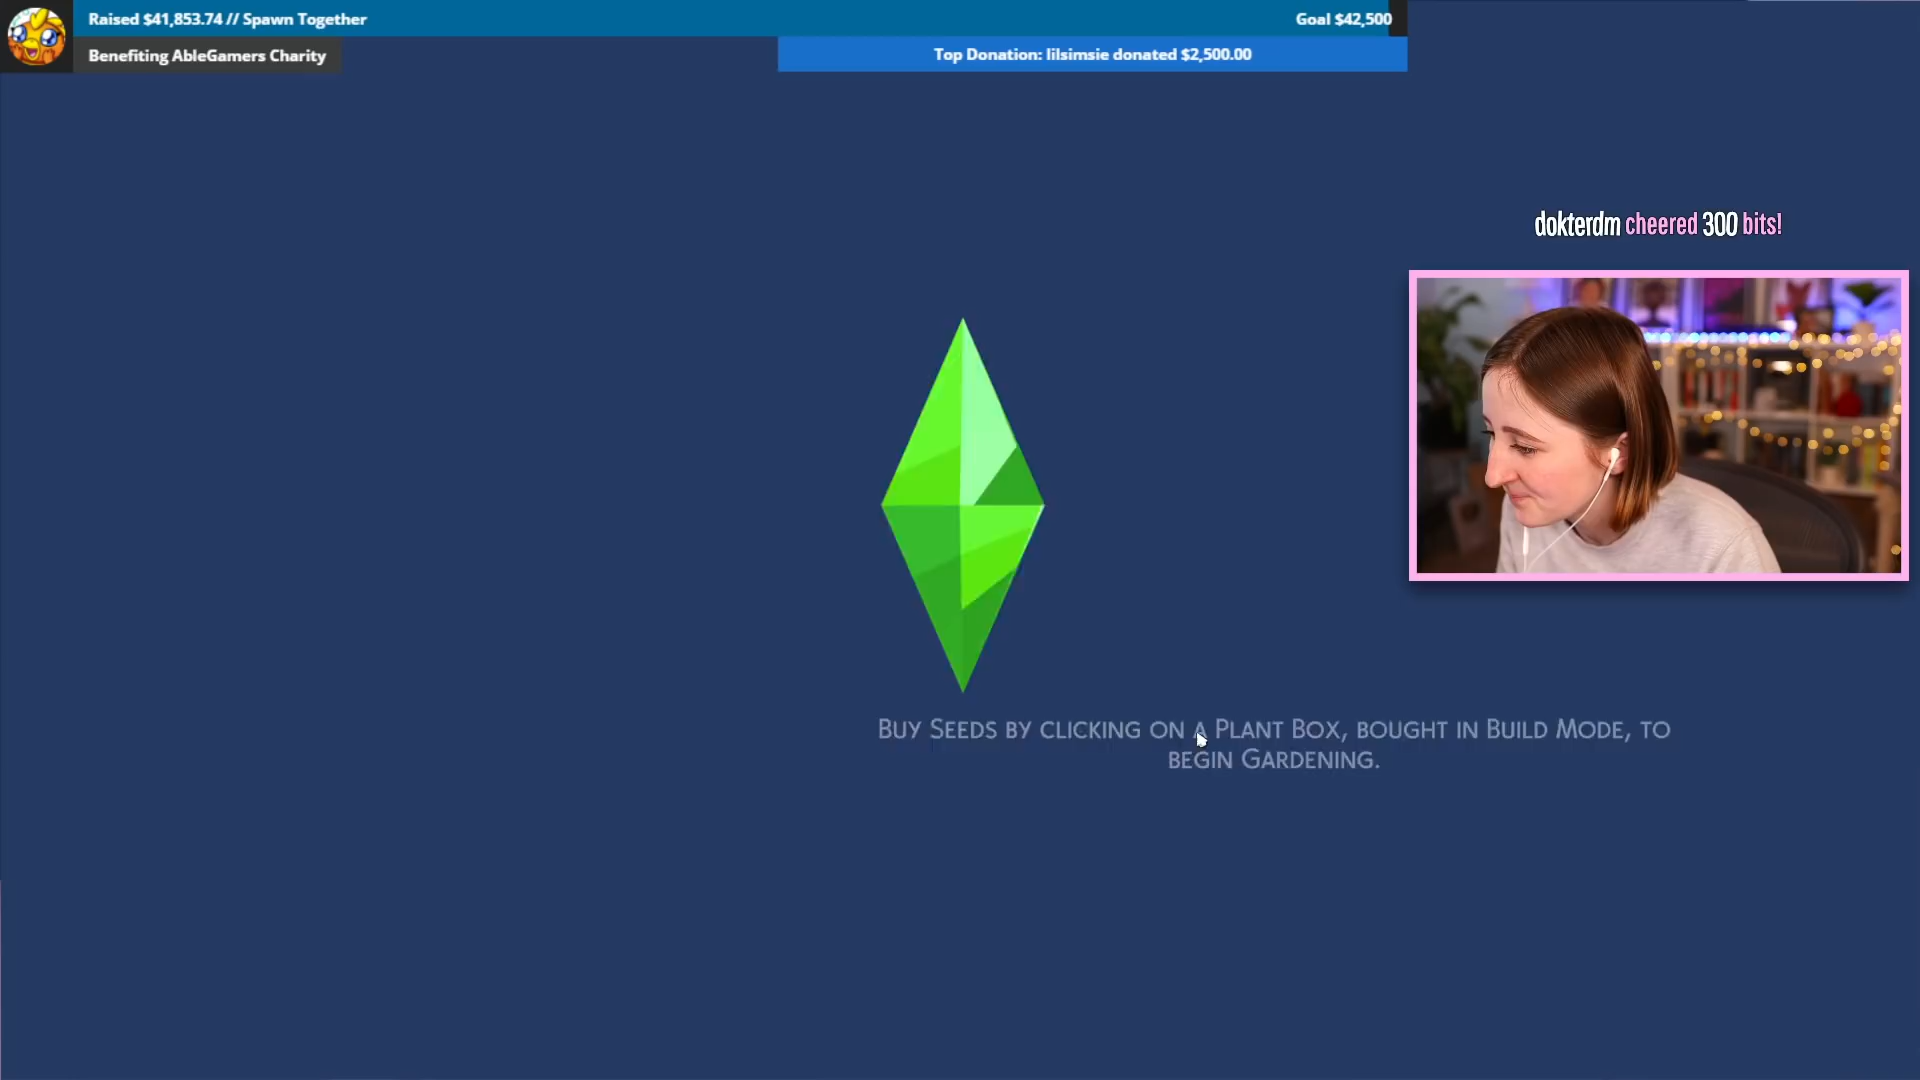 Raised $41,853.74 // Spawn Together
Goal $42,500
Benefiting AbleGamers Charity
Top Donation: lilsimsie donated $2,500.00
dokterdm cheered 300 bits!
BUY SEEDS BY CLICKING ON A PLANT BOX, BOUGHT IN BUILD MODE, TO
BEGIN GARDENING.